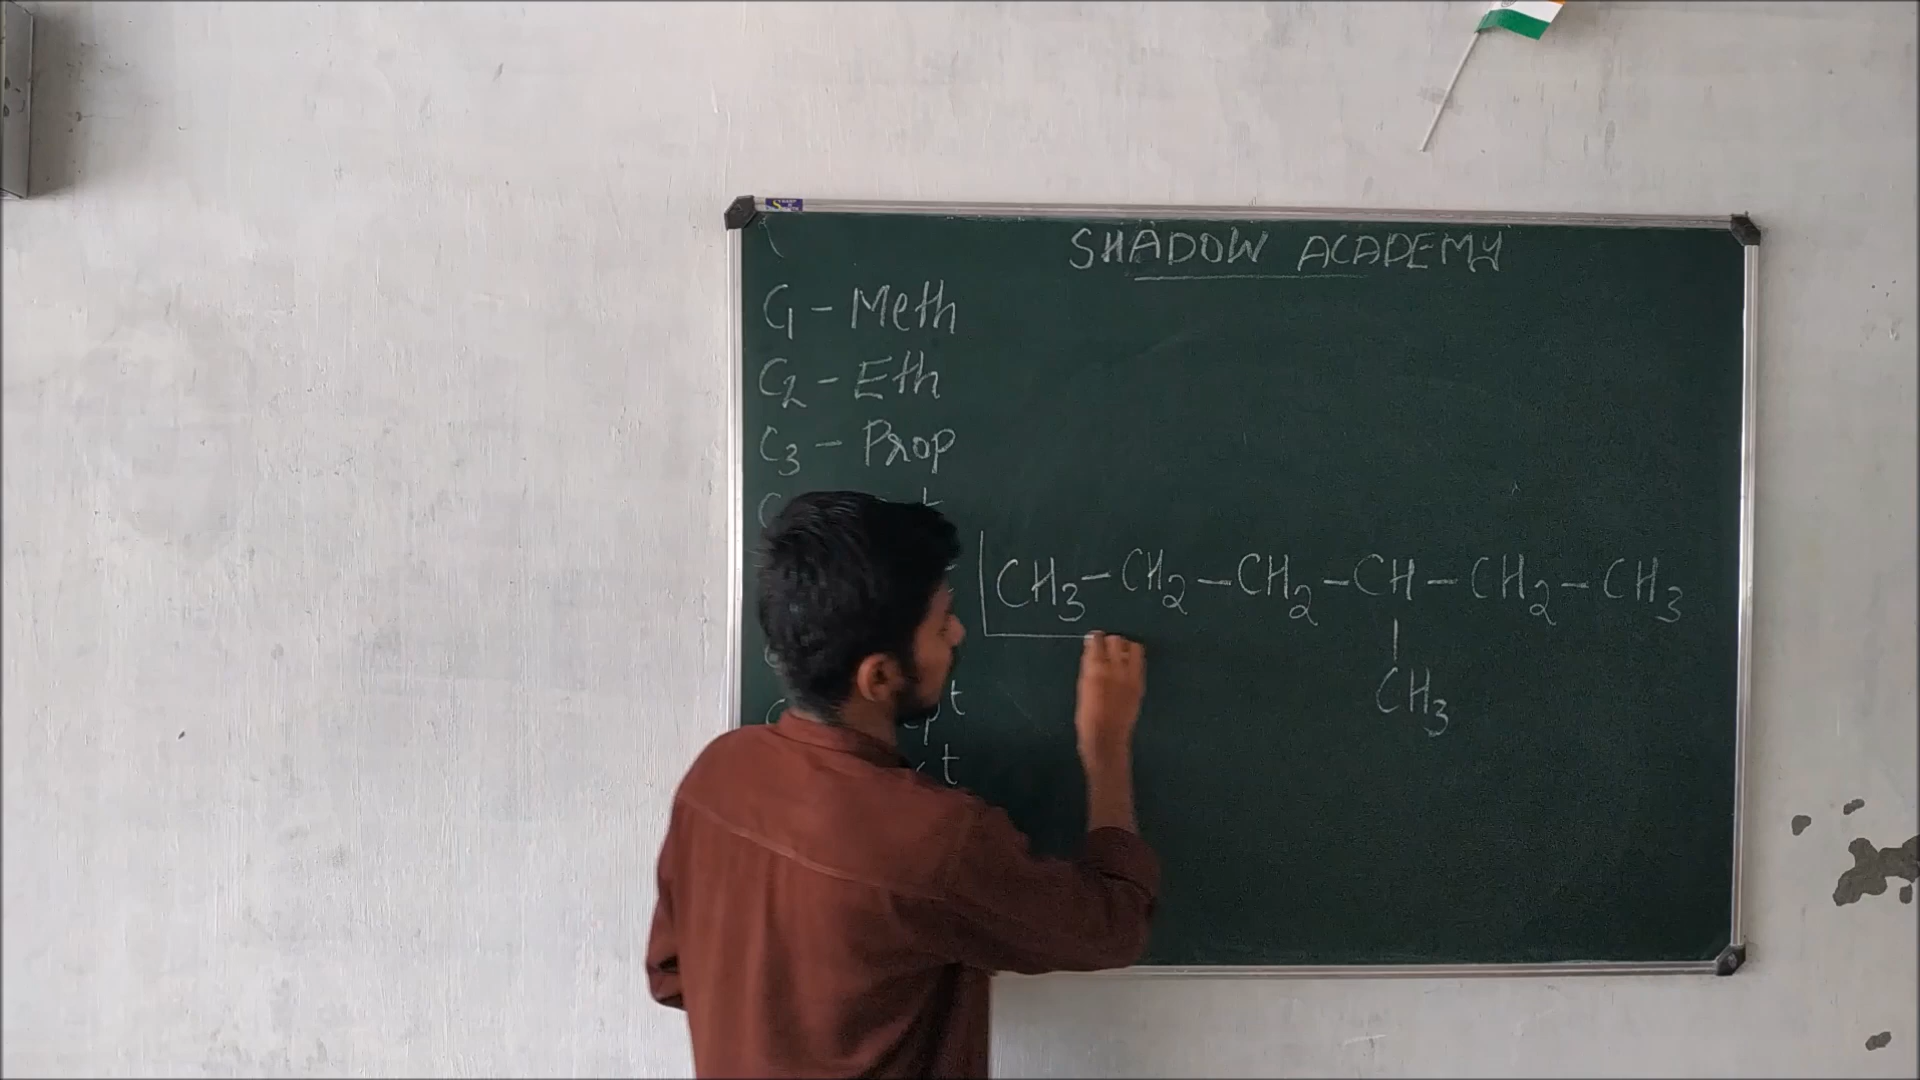 SHADOW ACADEMY
C1 - Meth
C2 - Eth
C3 - Prop
CH3-CH2-CH2-CH-CH2-CH3
|
CH3